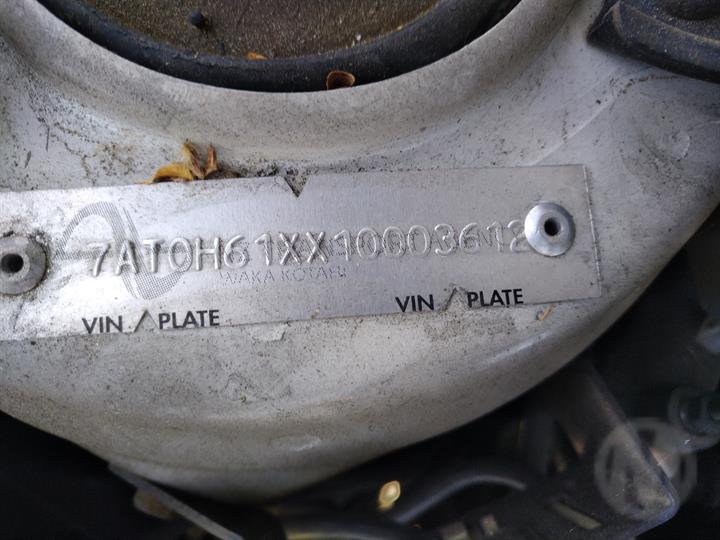 7AT0H61XX10003612
WAKA KOTAHI
VIN / PLATE VIN / PLATE